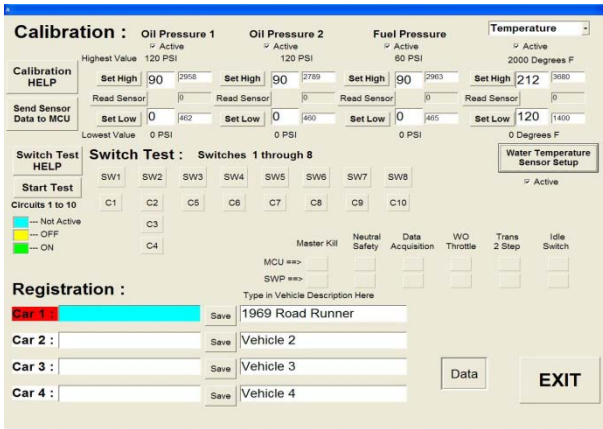 Calibration : Oil Pressure 1 Oil Pressure 2 Fuel Pressure Temperature
Active Active Active Active
Highest Value 120 PSI 120 PSI 60 PSI 2000 Degrees F
Calibration HELP
Set High 90 2958 Set High 90 2789 Set High 90 2963 Set High 212 3680
Read Sensor 0 Read Sensor 0 Read Sensor 0 Read Sensor 0
Send Sensor Data to MCU
Set Low 0 462 Set Low 0 460 Set Low 0 465 Set Low 120 1400
Lowest Value 0 PSI 0 PSI 0 PSI 0 Degrees F
Switch Test HELP
Switch Test : Switches 1 through 8
Water Temperature Sensor Setup
SW1 SW2 SW3 SW4 SW5 SW6 SW7 SW8
Active
Start Test
Circuits 1 to 10
C1 C2 C5 C6 C7 C8 C9 C10
--- Not Active
C3
--- OFF
--- ON
C4
Master Kill Neutral Safety Data Acquisition WO Throttle Trans 2 Step Idle Switch
MCU ==>
SWP ==>
Registration :
Type in Vehicle Description Here
Car 1 : Save 1969 Road Runner
Car 2 : Save Vehicle 2
Car 3 : Save Vehicle 3
Data
EXIT
Car 4 : Save Vehicle 4